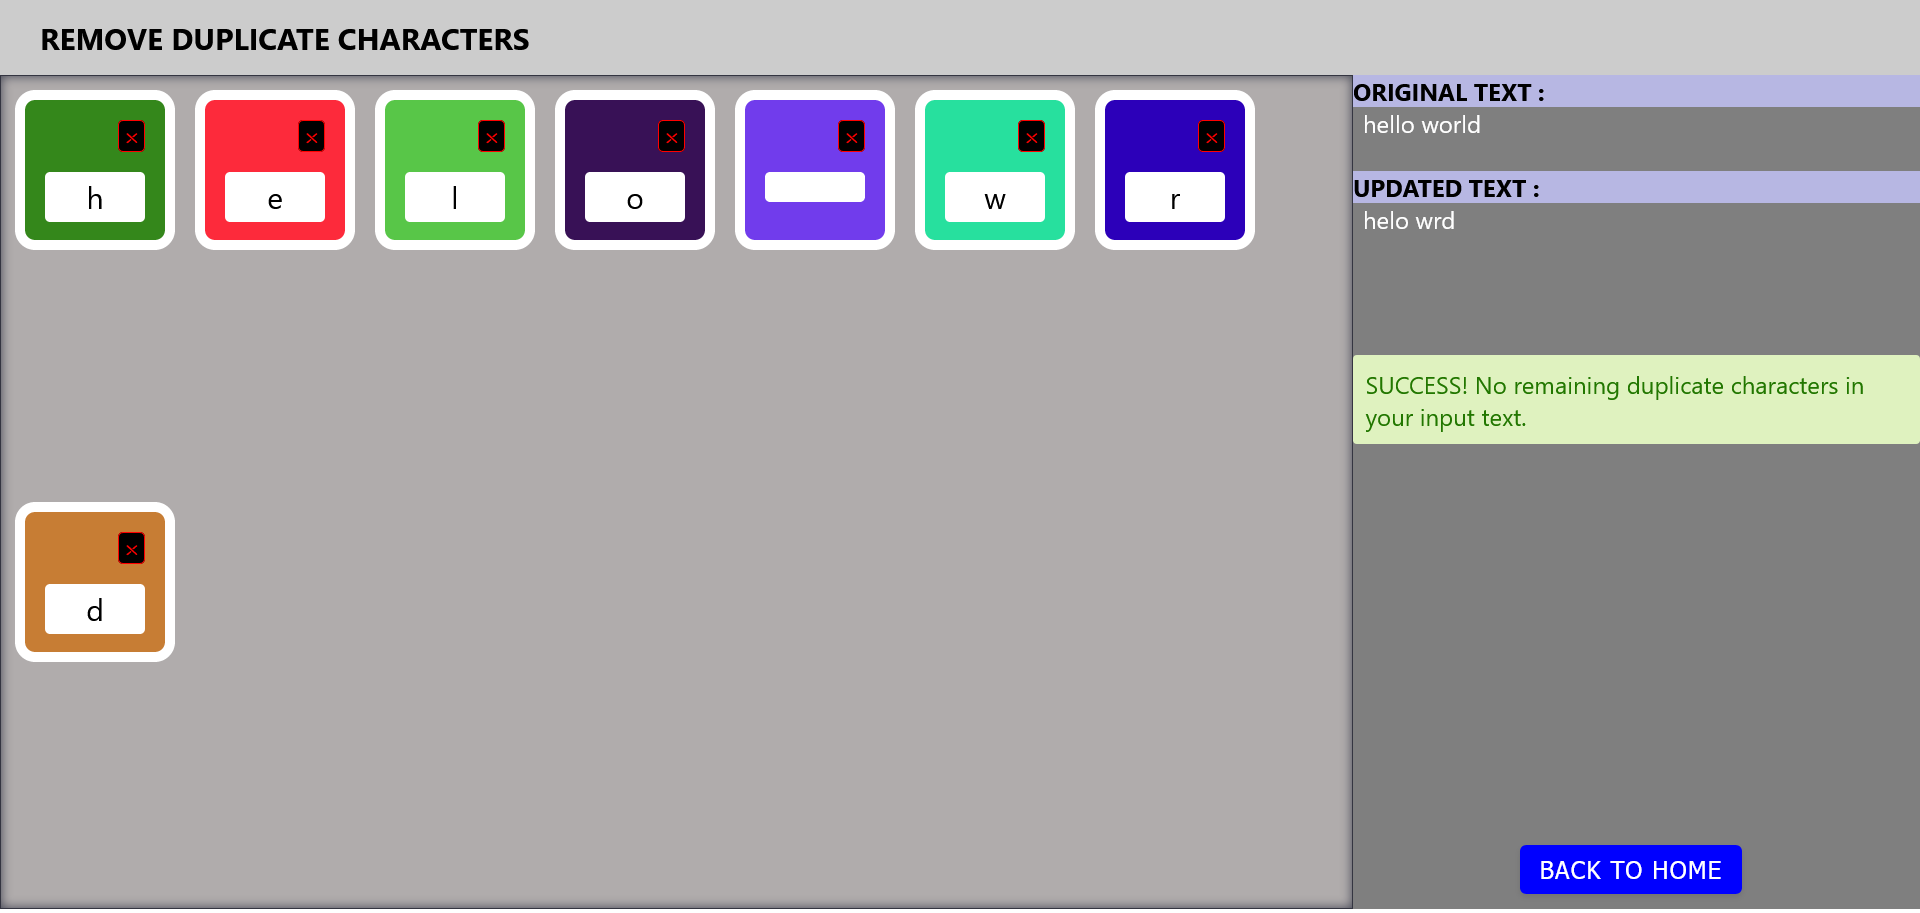 REMOVE DUPLICATE CHARACTERS
× × × × × × ×
h e l o w r
×
d
ORIGINAL TEXT :
hello world
UPDATED TEXT :
helo wrd
SUCCESS! No remaining duplicate characters in
your input text.
BACK TO HOME